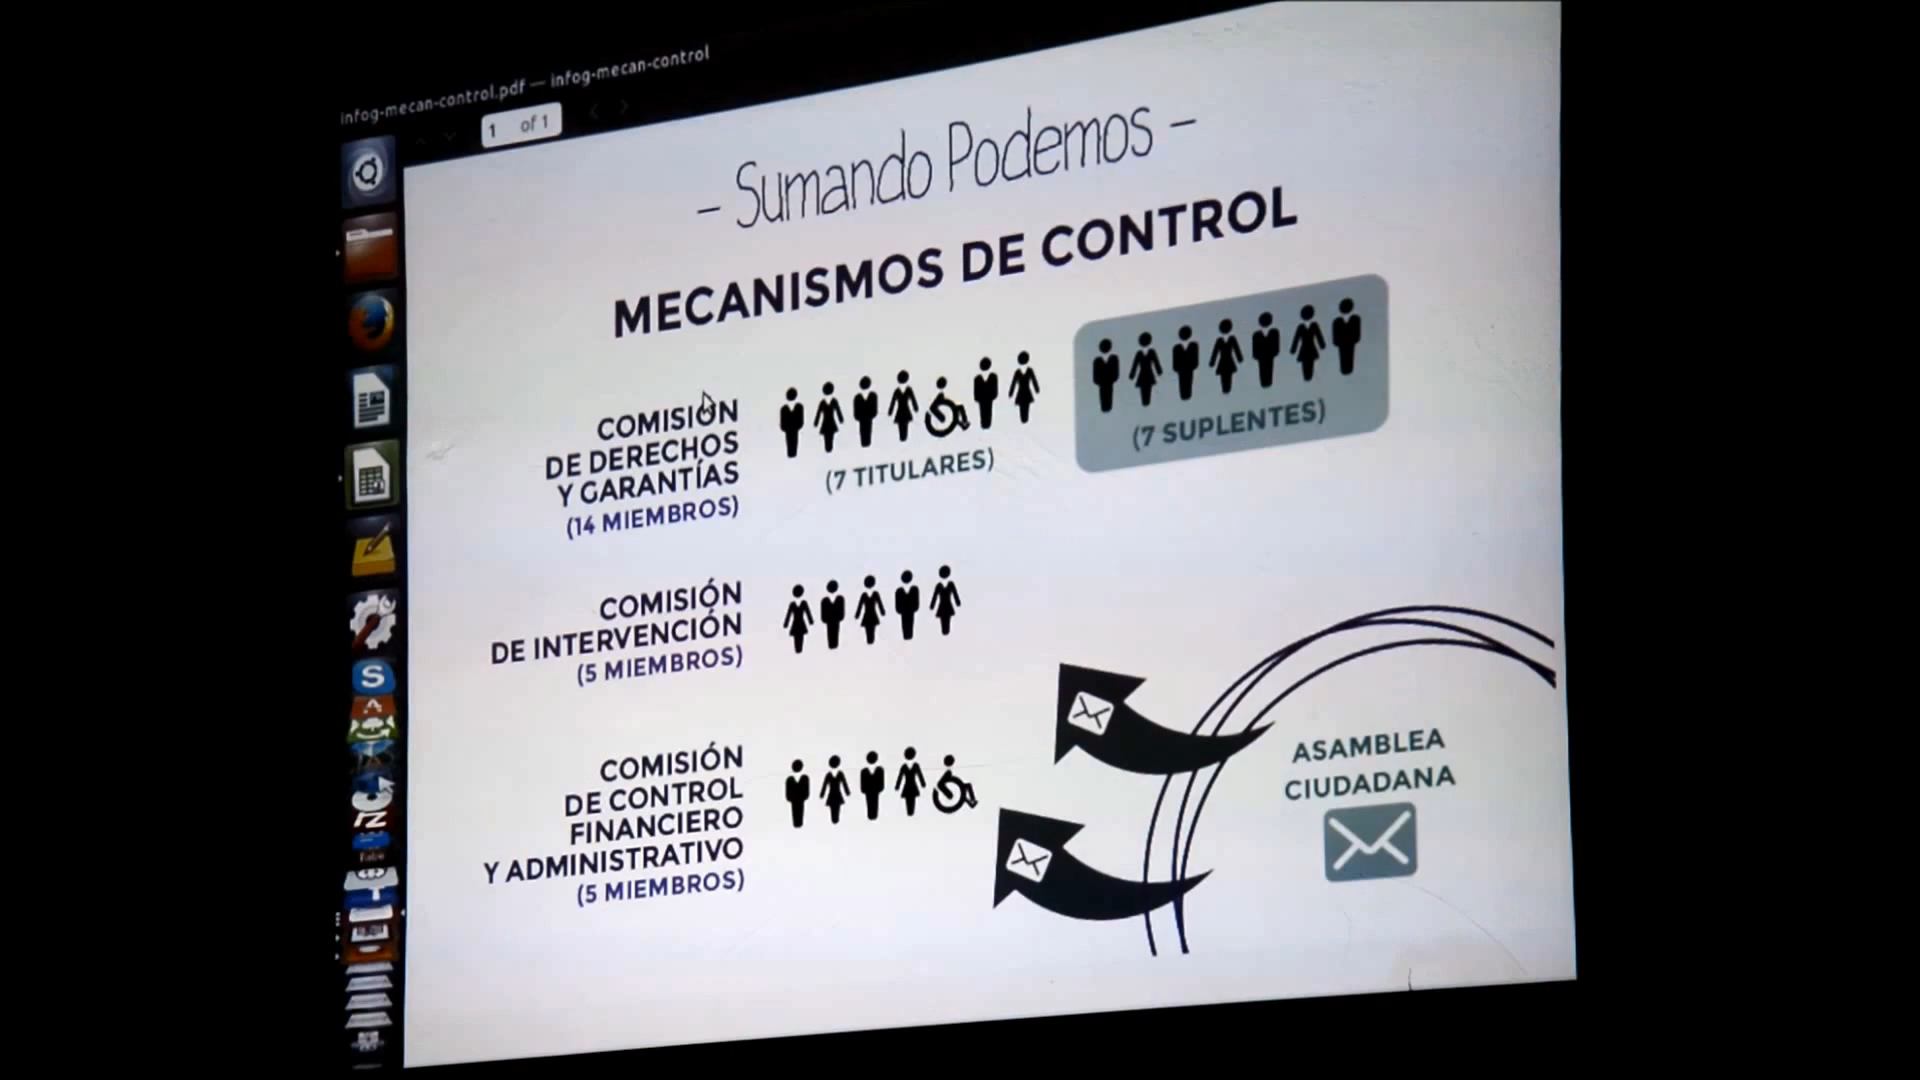 infog-mecan-control.pdf — infog-mecan-control
1 of 1
– Sumando Podemos –
MECANISMOS DE CONTROL
COMISIÓN
DE DERECHOS
Y GARANTÍAS
(14 MIEMBROS)
(7 TITULARES)
(7 SUPLENTES)
COMISIÓN
DE INTERVENCIÓN
(5 MIEMBROS)
COMISIÓN
DE CONTROL
FINANCIERO
Y ADMINISTRATIVO
(5 MIEMBROS)
ASAMBLEA
CIUDADANA